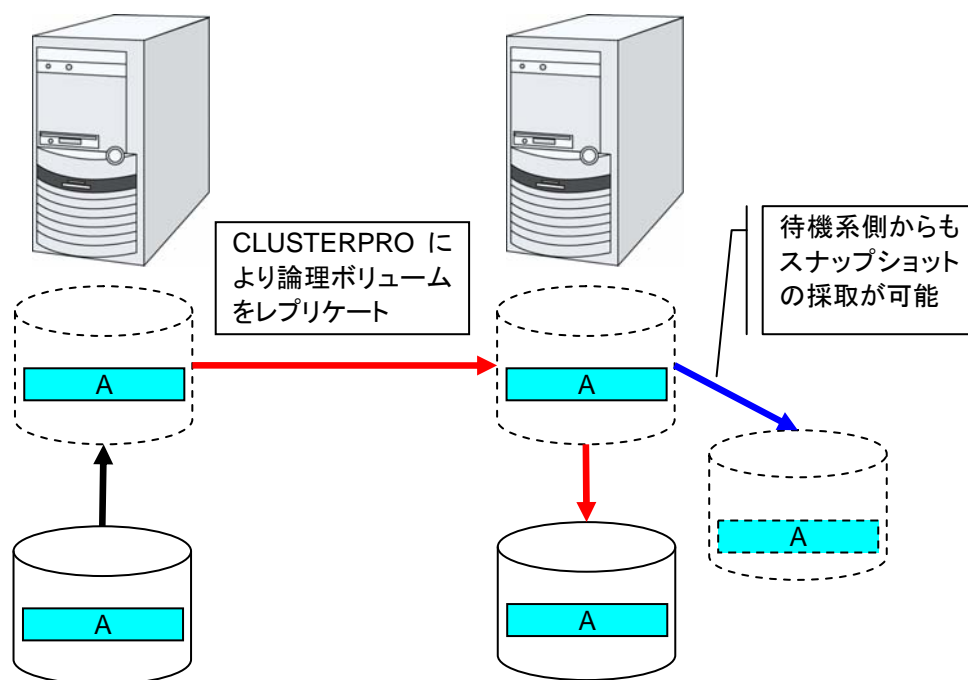 CLUSTERPRO に
より論理ボリューム
をレプリケート
待機系側からも
スナップショット
の採取が可能
A
A
A
A
A